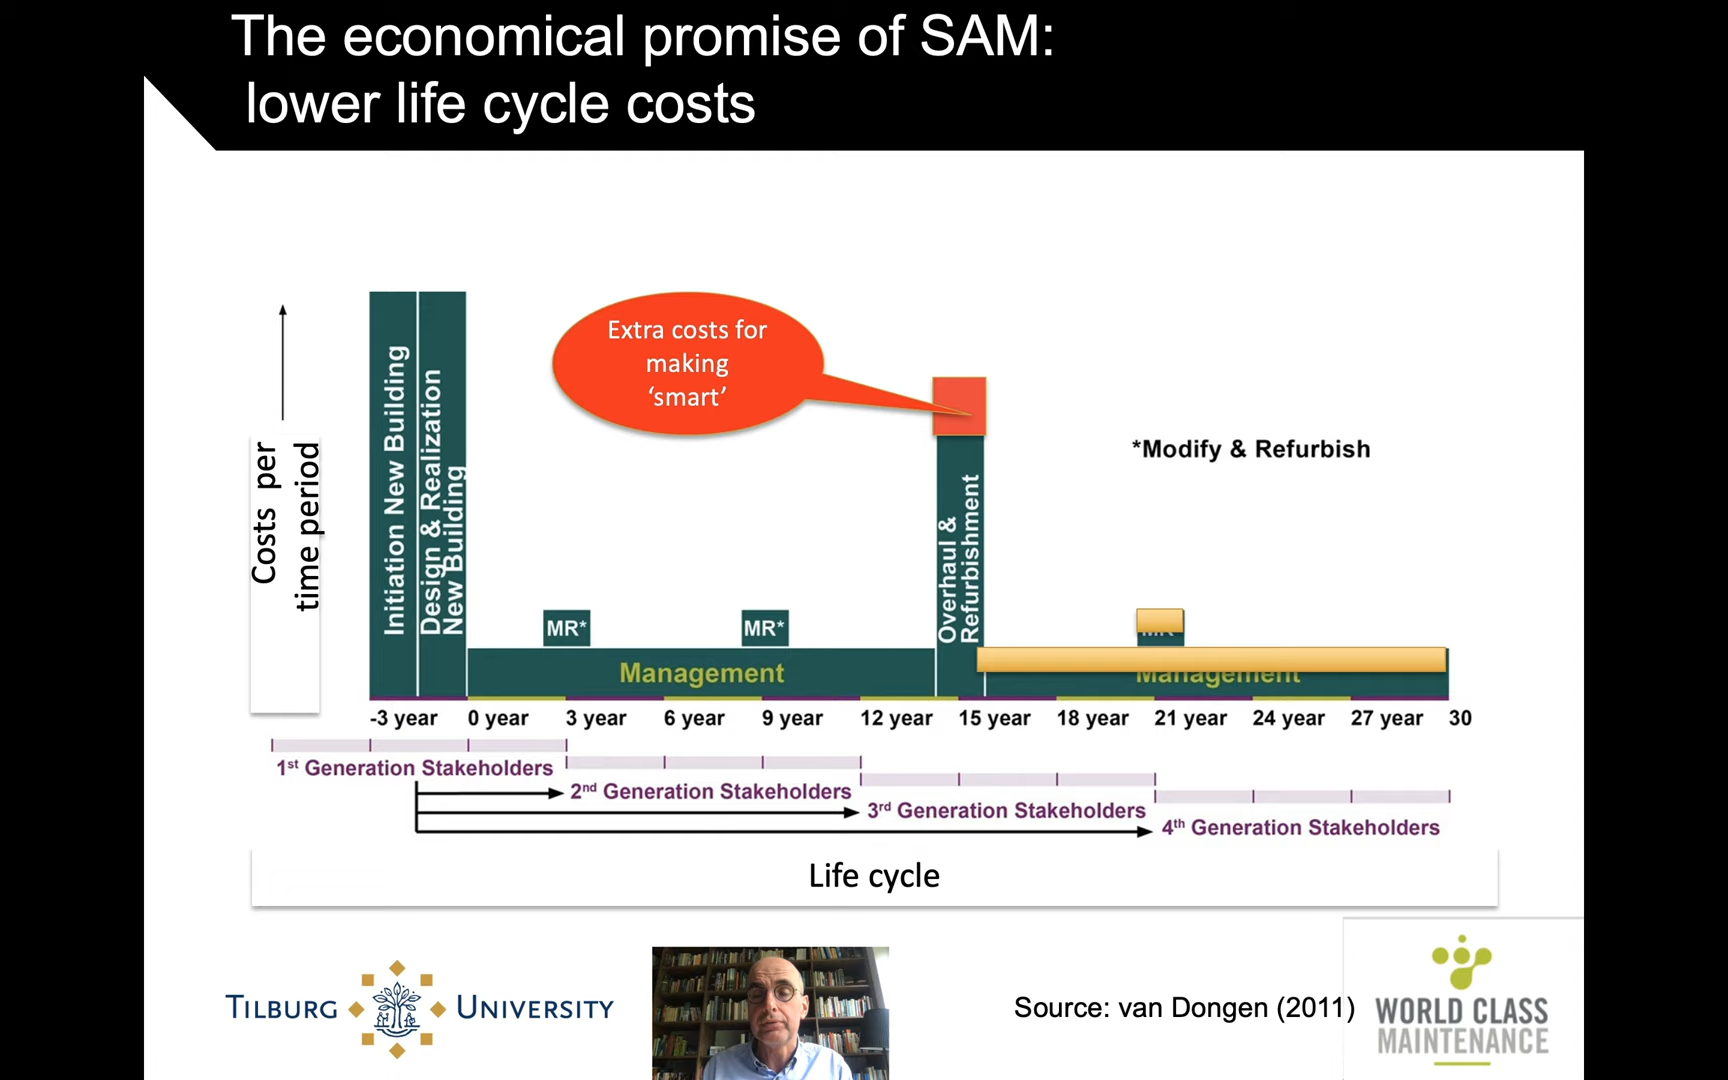 The economical promise of SAM:
lower life cycle costs
Costs per
time period
Initiation New Building
Design & Realization
New Building
Extra costs for
making
‘smart’
*Modify & Refurbish
Overhaul &
Refurbishment
MR*
MR*
MR*
Management
Management
-3 year
0 year
3 year
6 year
9 year
12 year
15 year
18 year
21 year
24 year
27 year
30
1st Generation Stakeholders
2nd Generation Stakeholders
3rd Generation Stakeholders
4th Generation Stakeholders
Life cycle
TILBURG UNIVERSITY
Source: van Dongen (2011)
WORLD CLASS
MAINTENANCE